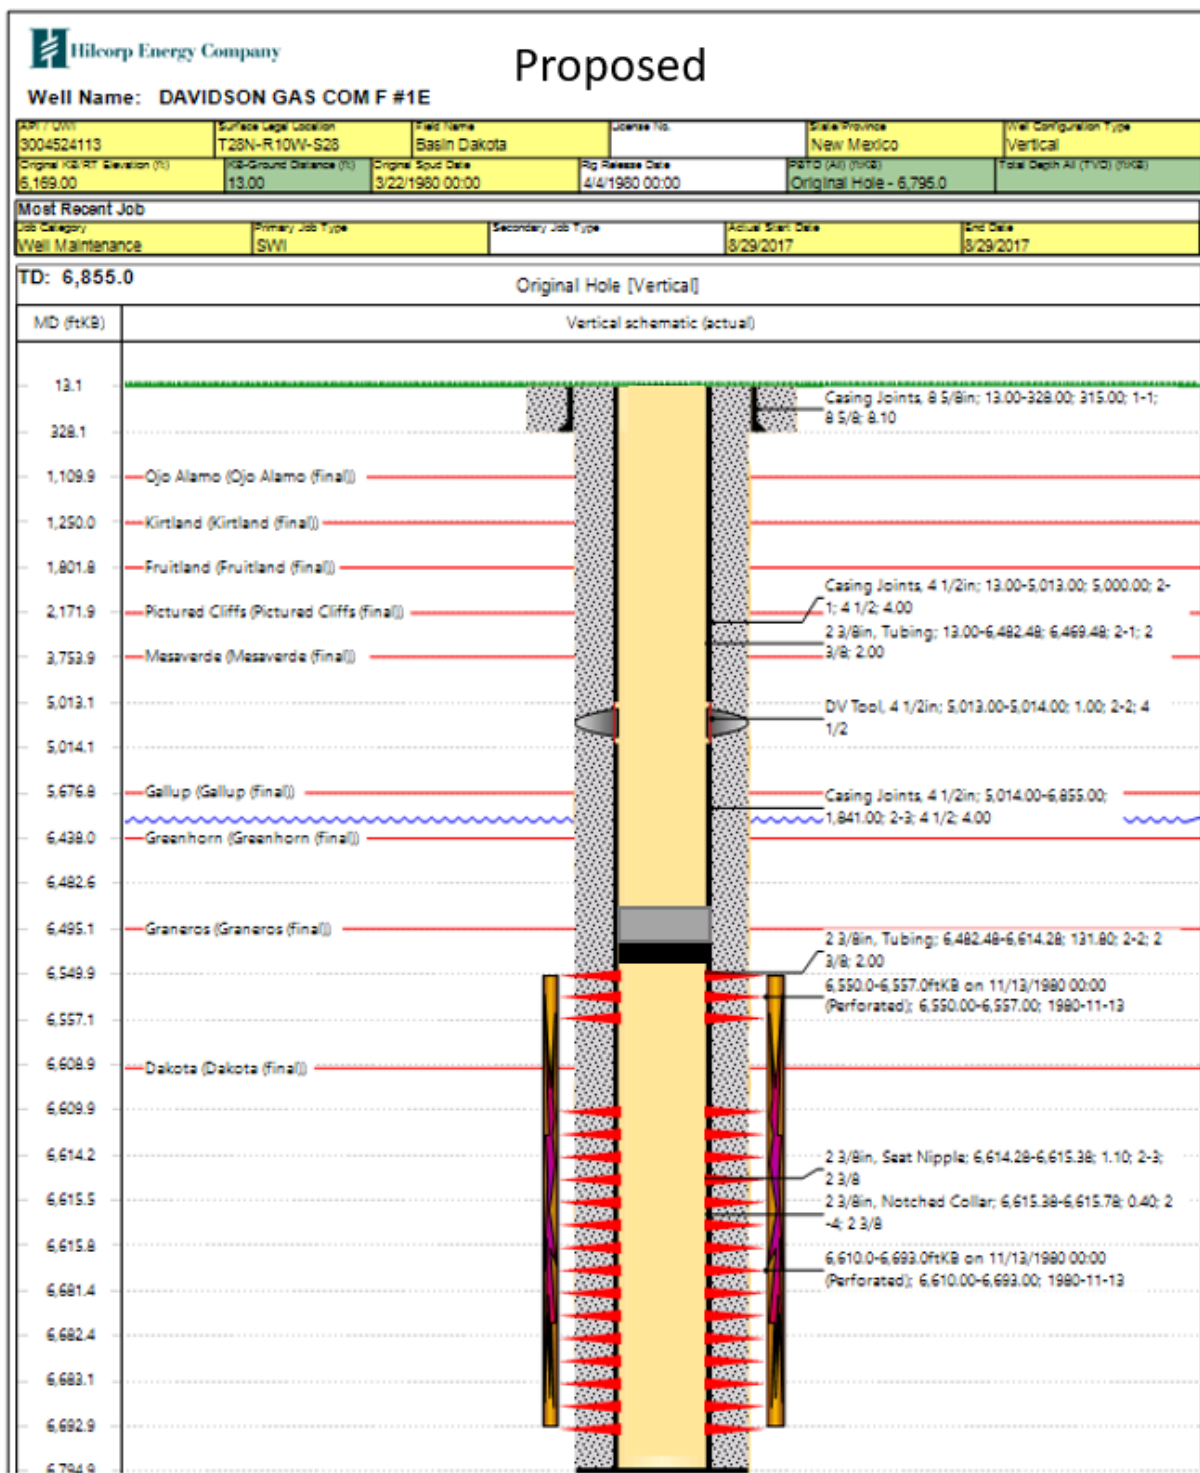 Hilcorp Energy Company
Proposed
Well Name: DAVIDSON GAS COM F #1E
API / UWI
Surface Legal Location
Field Name
License No.
State/Province
Well Configuration Type
3004524113
T28N-R10W-S28
Basin Dakota
New Mexico
Vertical
Original KB/RT Elevation (ft)
KB-Ground Distance (ft)
Original Spud Date
Rig Release Date
PBTD (All) (ftKB)
Total Depth All (TVD) (ftKB)
6,169.00
13.00
3/22/1980 00:00
4/4/1980 00:00
Original Hole - 6,795.0
Most Recent Job
Job Category
Primary Job Type
Secondary Job Type
Actual Start Date
End Date
Well Maintenance
SWI
8/29/2017
8/29/2017
TD: 6,855.0
Original Hole [Vertical]
MD (ftKB)
Vertical schematic (actual)
13.1
Casing Joints, 8 5/8in; 13.00-328.00; 315.00; 1-1;
8 5/8; 8.10
328.1
1,109.9
Ojo Alamo (Ojo Alamo (final))
1,250.0
Kirtland (Kirtland (final))
1,801.8
Fruitland (Fruitland (final))
Casing Joints, 4 1/2in; 13.00-5,013.00; 5,000.00; 2-
1; 4 1/2; 4.00
2,171.9
Pictured Cliffs (Pictured Cliffs (final))
2 3/8in, Tubing; 13.00-6,482.48; 6,469.48; 2-1; 2
3/8; 2.00
3,753.9
Mesaverde (Mesaverde (final))
5,013.1
DV Tool, 4 1/2in; 5,013.00-5,014.00; 1.00; 2-2; 4
1/2
5,014.1
5,676.8
Gallup (Gallup (final))
Casing Joints, 4 1/2in; 5,014.00-6,855.00;
1,841.00; 2-3; 4 1/2; 4.00
6,438.0
Greenhorn (Greenhorn (final))
6,482.6
6,495.1
Graneros (Graneros (final))
2 3/8in, Tubing; 6,482.48-6,614.28; 131.80; 2-2; 2
3/8; 2.00
6,549.9
6,550.0-6,557.0ftKB on 11/13/1980 00:00
(Perforated); 6,550.00-6,557.00; 1980-11-13
6,557.1
6,608.9
Dakota (Dakota (final))
6,609.9
6,614.2
2 3/8in, Seat Nipple; 6,614.28-6,615.38; 1.10; 2-3;
2 3/8
6,615.5
2 3/8in, Notched Collar; 6,615.38-6,615.78; 0.40; 2
-4; 2 3/8
6,615.8
6,610.0-6,693.0ftKB on 11/13/1980 00:00
(Perforated); 6,610.00-6,693.00; 1980-11-13
6,681.4
6,682.4
6,683.1
6,692.9
6,794.9